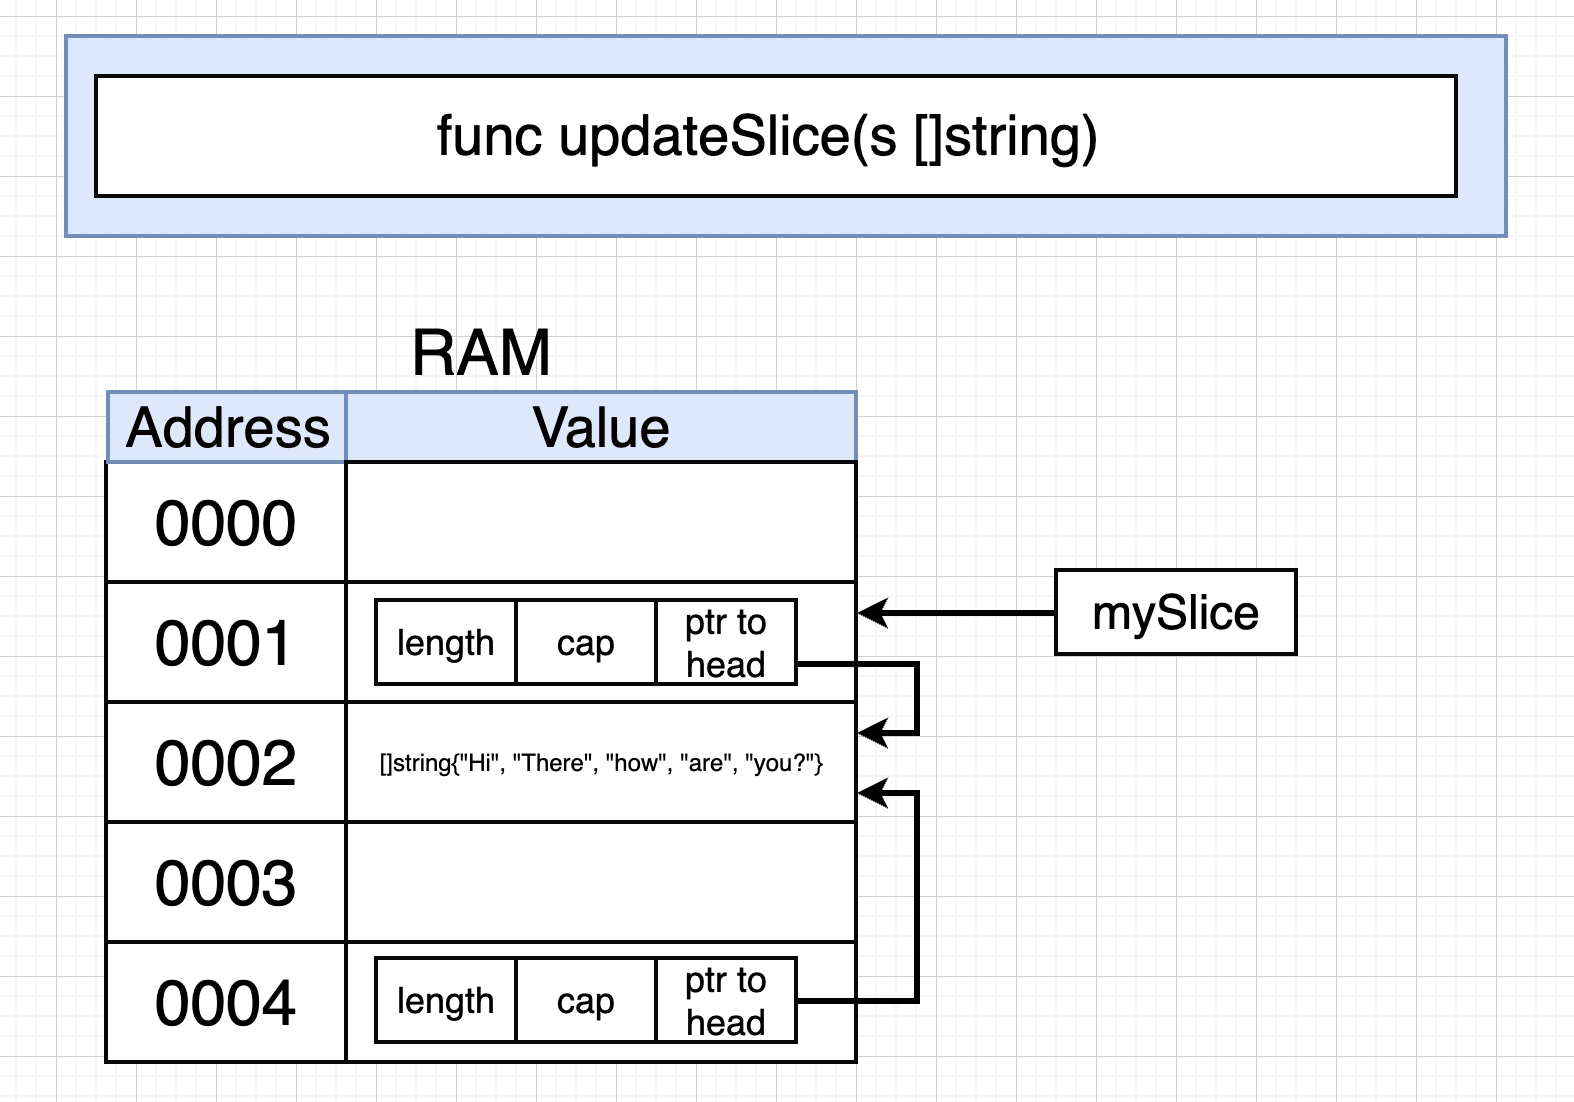 func updateSlice(s []string)
RAM
Address Value
0000
0001 length cap ptr to head
mySlice
0002 []string{"Hi", "There", "how", "are", "you?"}
0003
0004 length cap ptr to head